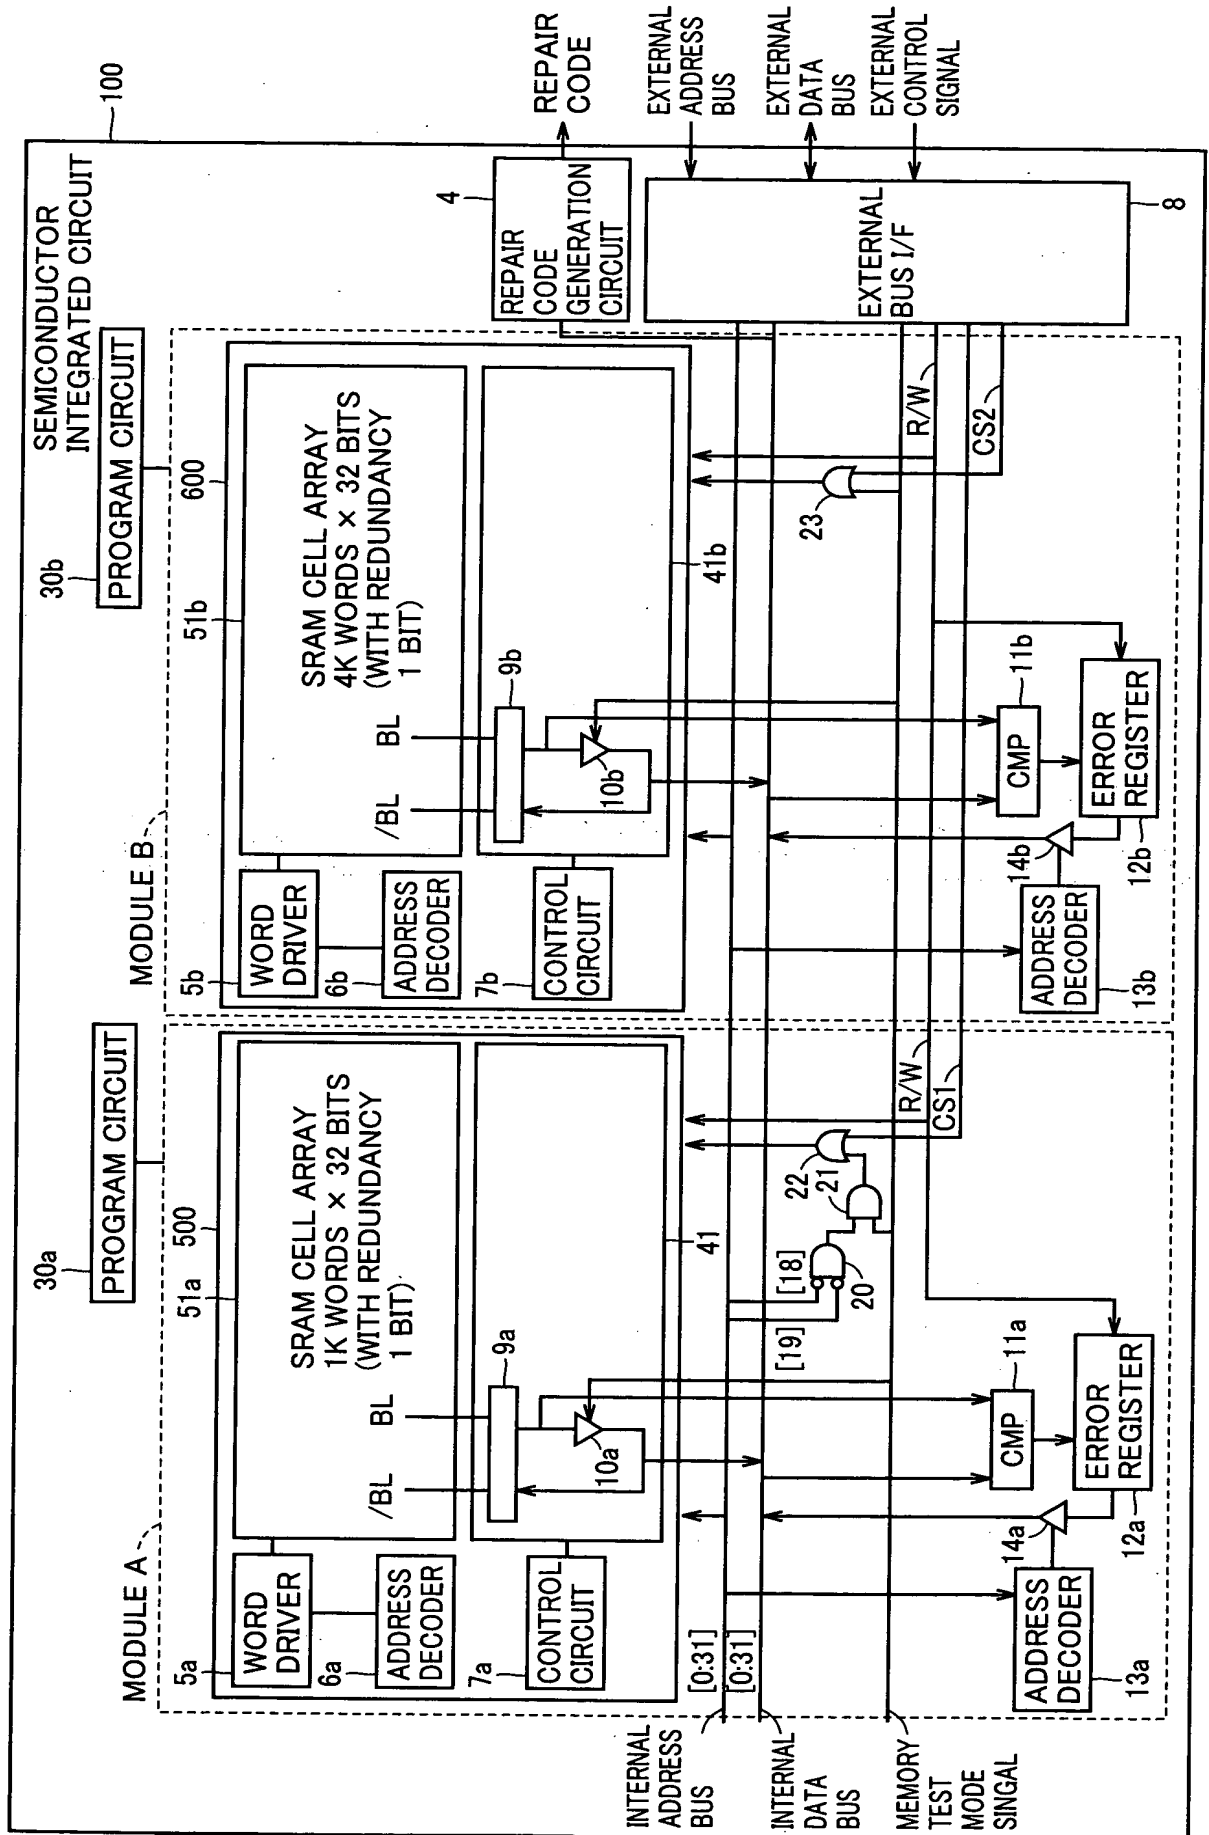 SEMICONDUCTOR
INTEGRATED CIRCUIT
100
30a
PROGRAM CIRCUIT
30b
PROGRAM CIRCUIT
MODULE A
500
51a
SRAM CELL ARRAY
1K WORDS × 32 BITS
(WITH REDUNDANCY
1 BIT)
/BL
BL
5a
WORD
DRIVER
6a
ADDRESS
DECODER
7a
CONTROL
CIRCUIT
9a
10a
41
MODULE B
600
51b
SRAM CELL ARRAY
4K WORDS × 32 BITS
(WITH REDUNDANCY
1 BIT)
/BL
BL
5b
WORD
DRIVER
6b
ADDRESS
DECODER
7b
CONTROL
CIRCUIT
9b
10b
41b
4
REPAIR
CODE
GENERATION
CIRCUIT
REPAIR
CODE
EXTERNAL
ADDRESS
BUS
EXTERNAL
DATA
BUS
EXTERNAL
CONTROL
SIGNAL
EXTERNAL
BUS I/F
8
INTERNAL
ADDRESS
BUS
[0:31]
INTERNAL
DATA
BUS
[0:31]
MEMORY
TEST
MODE
SINGAL
[19]
[18]
20
21
22
R/W
CS1
23
R/W
CS2
ADDRESS
DECODER
13a
14a
CMP
11a
ERROR
REGISTER
12a
ADDRESS
DECODER
13b
14b
CMP
11b
ERROR
REGISTER
12b